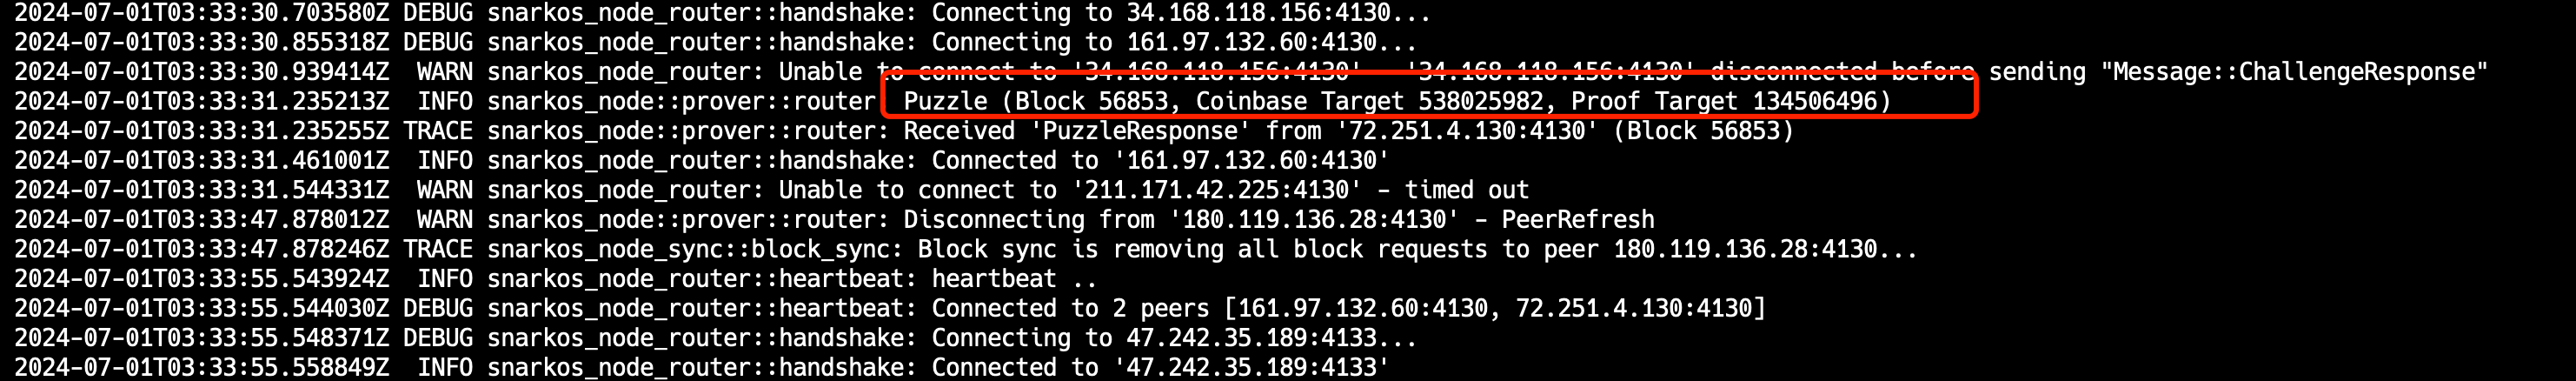 2024-07-01T03:33:30.703580Z DEBUG snarkos_node_router::handshake: Connecting to 34.168.118.156:4130...
2024-07-01T03:33:30.855318Z DEBUG snarkos_node_router::handshake: Connecting to 161.97.132.60:4130...
2024-07-01T03:33:30.939414Z  WARN snarkos_node_router: Unable to connect to '34.168.118.156:4130' - '34.168.118.156:4130' disconnected before sending "Message::ChallengeResponse"
2024-07-01T03:33:31.235213Z  INFO snarkos_node::prover::router: Puzzle (Block 56853, Coinbase Target 538025982, Proof Target 134506496)
2024-07-01T03:33:31.235255Z TRACE snarkos_node::prover::router: Received 'PuzzleResponse' from '72.251.4.130:4130' (Block 56853)
2024-07-01T03:33:31.461001Z  INFO snarkos_node_router::handshake: Connected to '161.97.132.60:4130'
2024-07-01T03:33:31.544331Z  WARN snarkos_node_router: Unable to connect to '211.171.42.225:4130' - timed out
2024-07-01T03:33:47.878012Z  WARN snarkos_node::prover::router: Disconnecting from '180.119.136.28:4130' - PeerRefresh
2024-07-01T03:33:47.878246Z TRACE snarkos_node_sync::block_sync: Block sync is removing all block requests to peer 180.119.136.28:4130...
2024-07-01T03:33:55.543924Z  INFO snarkos_node_router::heartbeat: heartbeat ..
2024-07-01T03:33:55.544030Z DEBUG snarkos_node_router::heartbeat: Connected to 2 peers [161.97.132.60:4130, 72.251.4.130:4130]
2024-07-01T03:33:55.548371Z DEBUG snarkos_node_router::handshake: Connecting to 47.242.35.189:4133...
2024-07-01T03:33:55.558849Z  INFO snarkos_node_router::handshake: Connected to '47.242.35.189:4133'